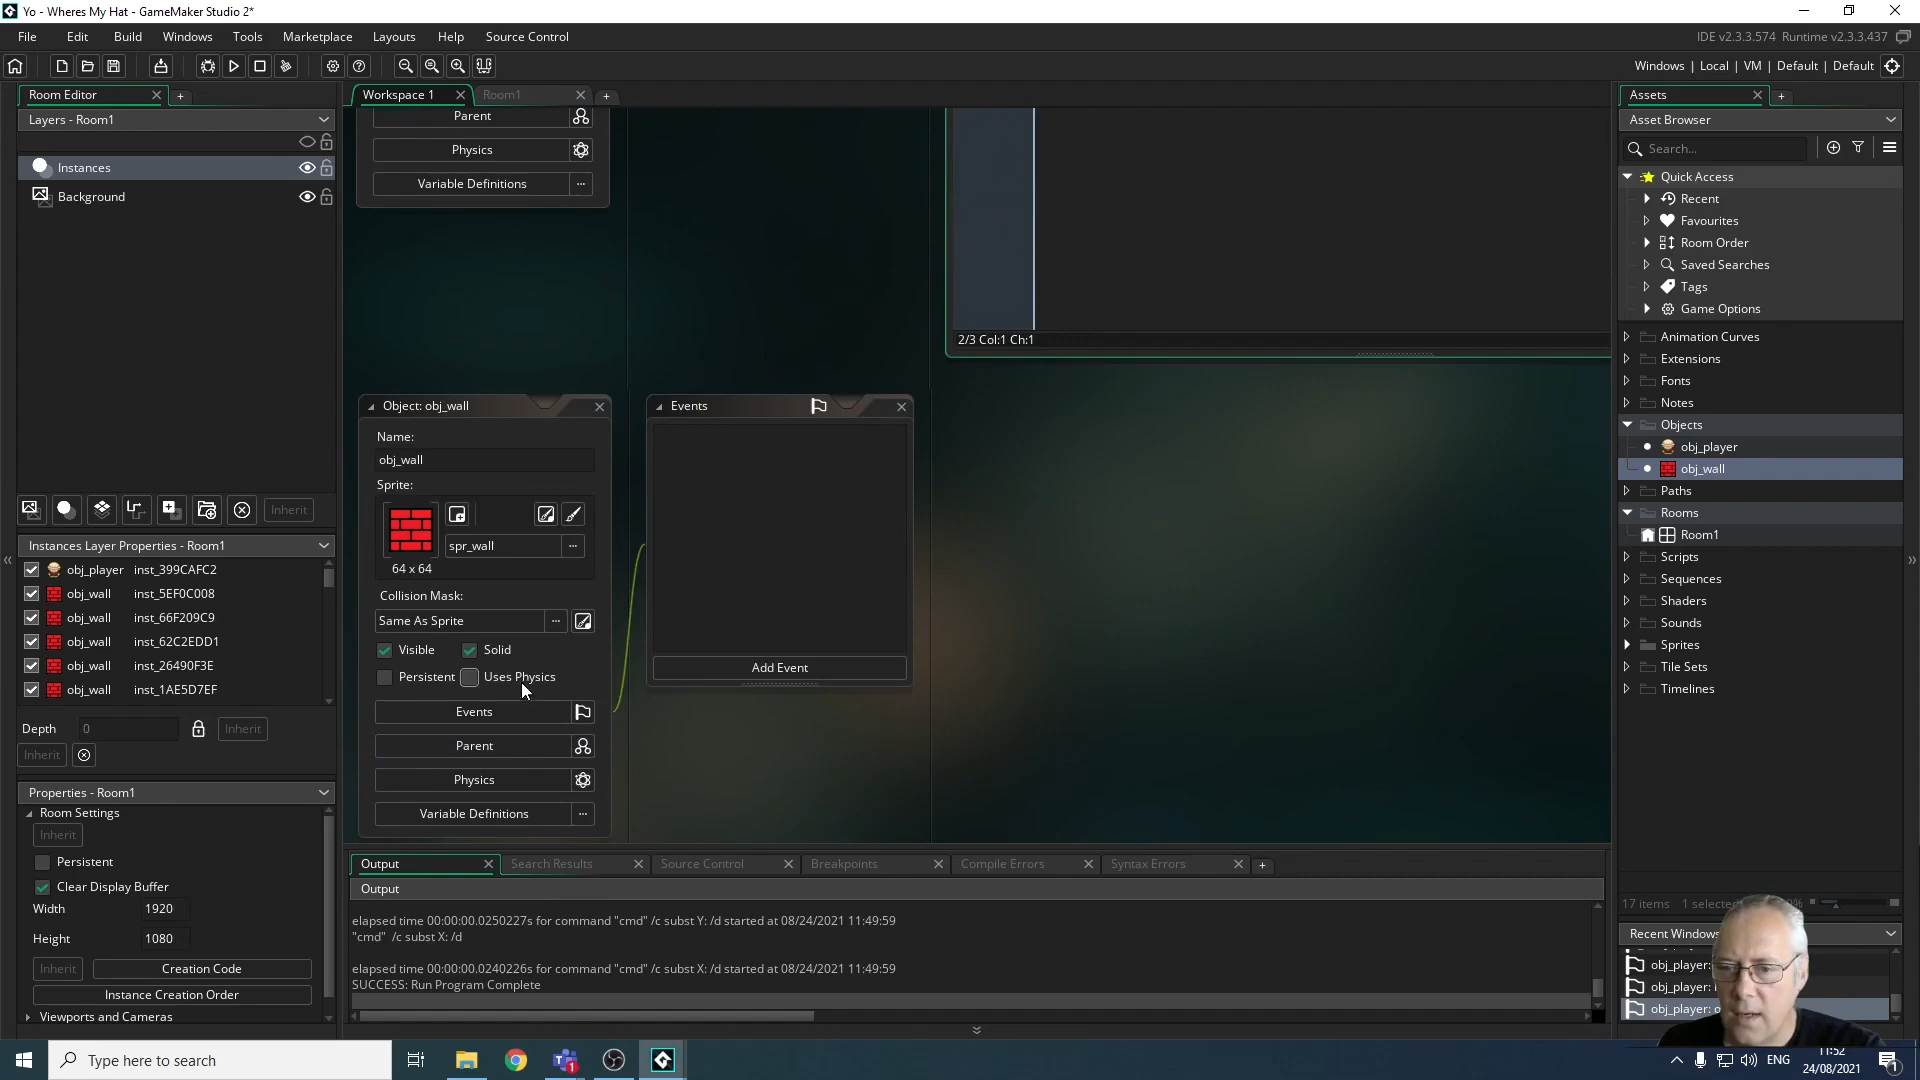 Yo - Wheres My Hat - GameMaker Studio 2*
File Edit Build Windows Tools Marketplace Layouts Help Source Control
IDE v2.3.3.574 Runtime v2.3.3.437
Windows | Local | VM | Default | Default
Room Editor
Layers - Room1
Instances
Background
Inherit
Instances Layer Properties - Room1
obj_player inst_399CAFC2
obj_wall inst_5EF0C008
obj_wall inst_66F209C9
obj_wall inst_62C2EDD1
obj_wall inst_26490F3E
obj_wall inst_1AE5D7EF
Depth 0 Inherit
Inherit
Properties - Room1
Room Settings
Inherit
Persistent
Clear Display Buffer
Width 1920
Height 1080
Inherit Creation Code
Instance Creation Order
Viewports and Cameras
Workspace 1 Room1
Parent
Physics
Variable Definitions
2/3 Col:1 Ch:1
Object: obj_wall
Name:
obj_wall
Sprite:
spr_wall
64 x 64
Collision Mask:
Same As Sprite
Visible Solid
Persistent Uses Physics
Events
Parent
Physics
Variable Definitions
Events
Add Event
Output Search Results Source Control Breakpoints Compile Errors Syntax Errors
Output
elapsed time 00:00:00.0250227s for command "cmd" /c subst Y: /d started at 08/24/2021 11:49:59
"cmd" /c subst X: /d
elapsed time 00:00:00.0240226s for command "cmd" /c subst X: /d started at 08/24/2021 11:49:59
SUCCESS: Run Program Complete
Assets
Asset Browser
Search...
Quick Access
Recent
Favourites
Room Order
Saved Searches
Tags
Game Options
Animation Curves
Extensions
Fonts
Notes
Objects
obj_player
obj_wall
Paths
Rooms
Room1
Scripts
Sequences
Shaders
Sounds
Sprites
Tile Sets
Timelines
17 items 1 selected
Recent Windows
obj_player:
obj_player:
obj_player:
Type here to search
1
ENG
11:52
24/08/2021
1